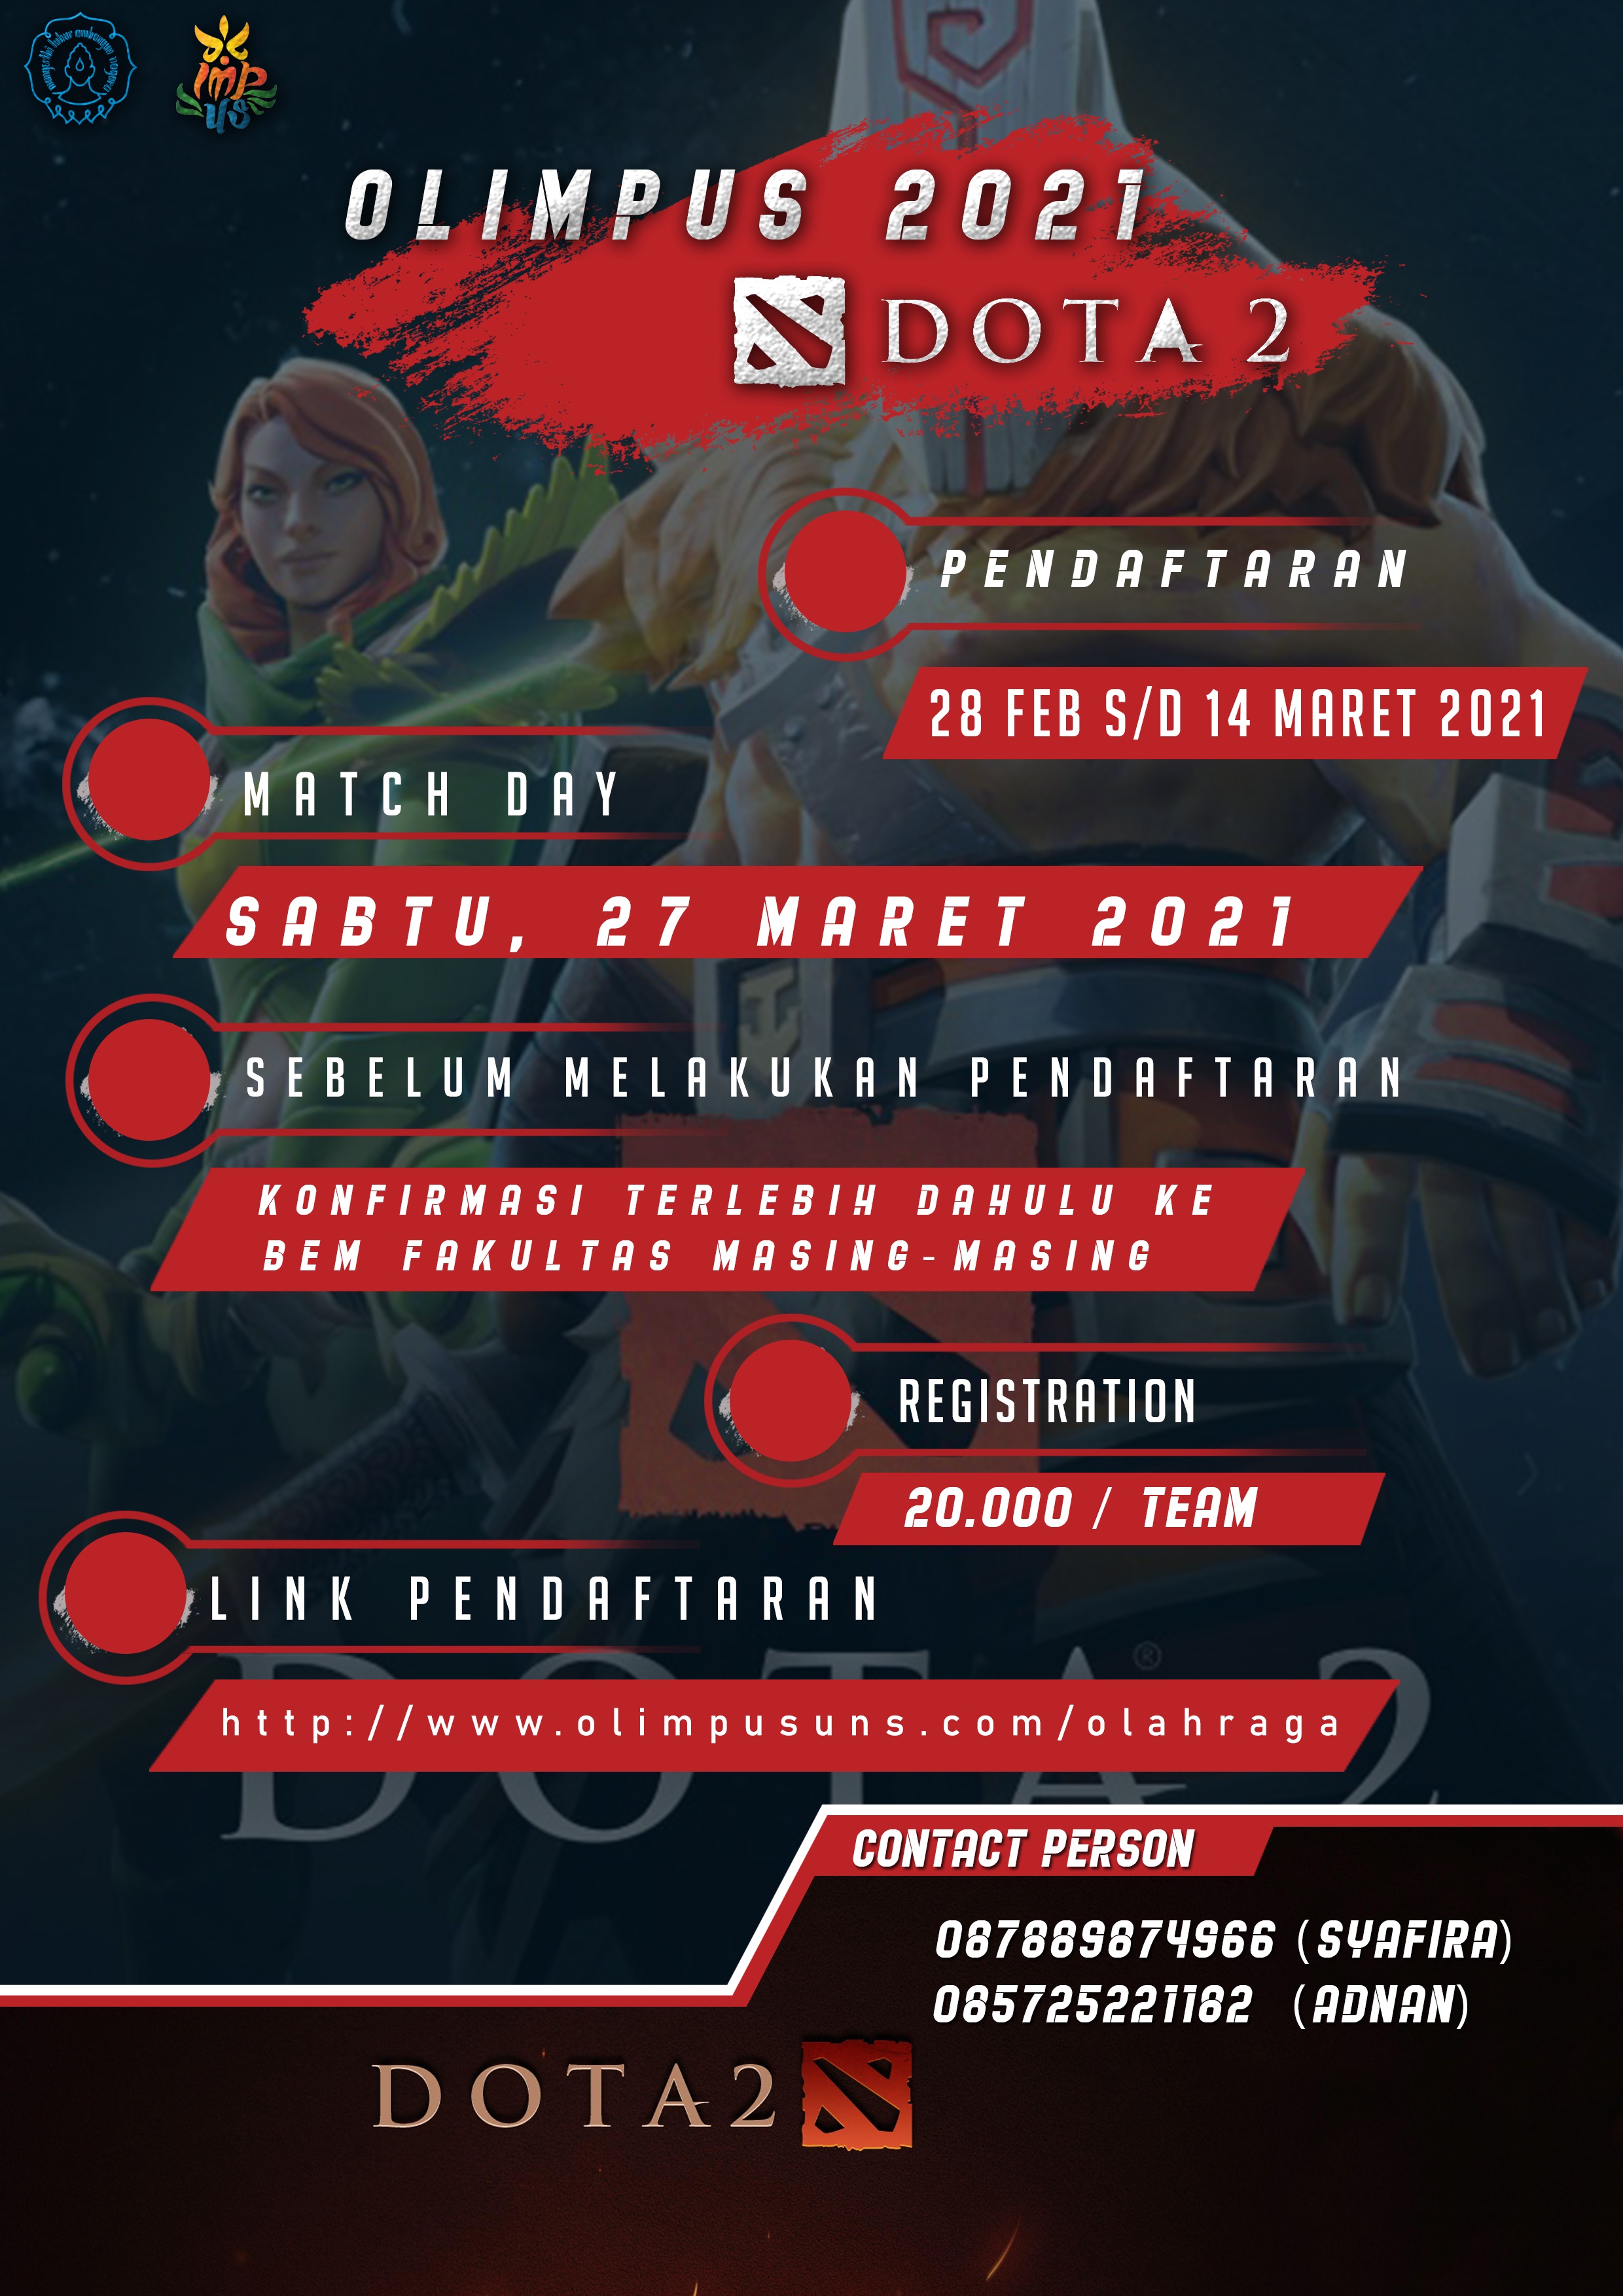 OLIMPUS 2021
DOTA 2
PENDAFTARAN
28 FEB S/D 14 MARET 2021
MATCH DAY
SABTU, 27 MARET 2021
SEBELUM MELAKUKAN PENDAFTARAN
KONFIRMASI TERLEBIH DAHULU KE
BEM FAKULTAS MASING-MASING
REGISTRATION
20.000 / TEAM
LINK PENDAFTARAN
http://www.olimpusuns.com/olahraga
DOTA 2
®
CONTACT PERSON
087889874966 (SYAFIRA)
085725221182 (ADNAN)
DOTA2